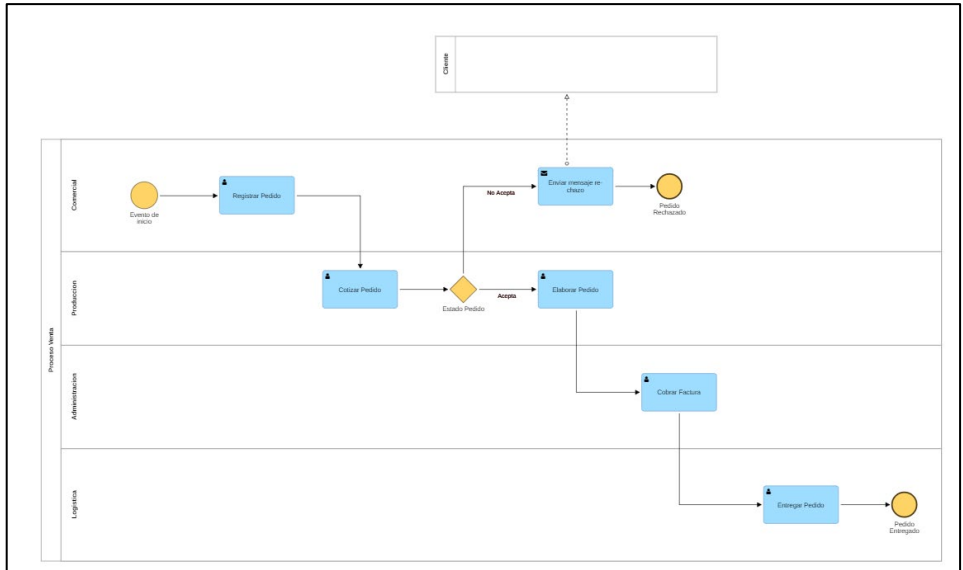 Cliente
Proceso Venta
Comercial
Evento de
inicio
Registrar Pedido
No Acepta
Enviar mensaje re-
chazo
Pedido
Rechazado
Produccion
Cotizar Pedido
Estado Pedido
Acepta
Elaborar Pedido
Administracion
Cobrar Factura
Logistica
Entregar Pedido
Pedido
Entregado